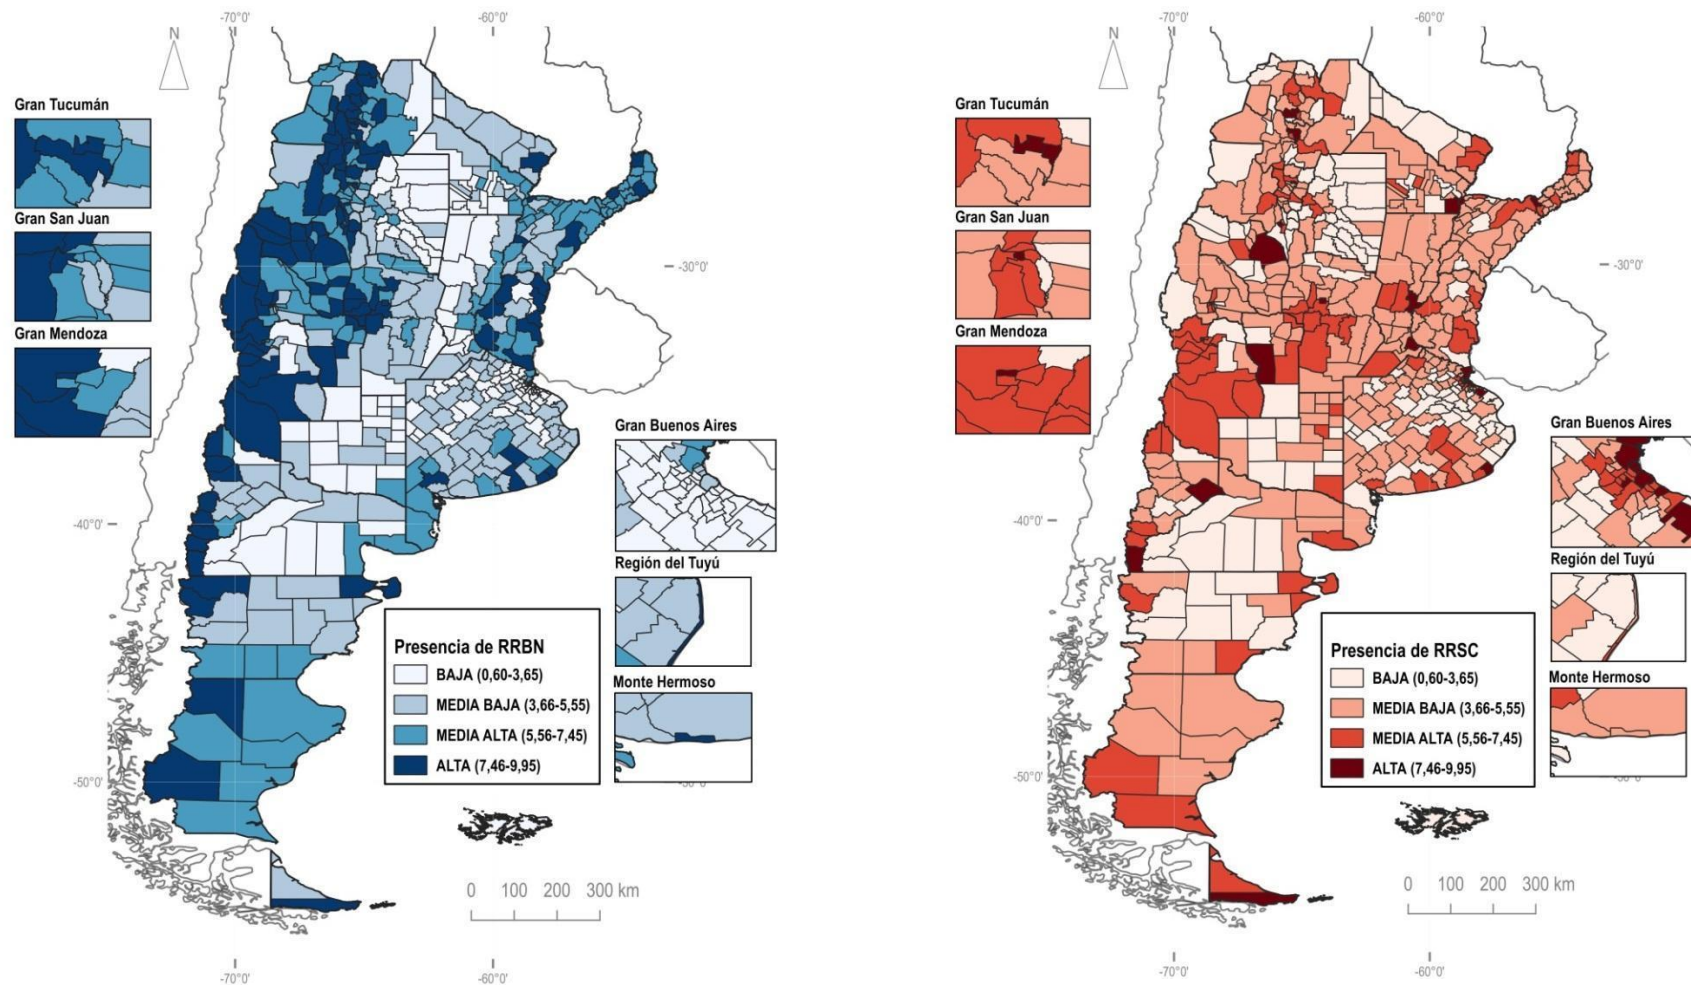 -70°0'
-60°0'
N
Gran Tucumán
Gran San Juan
-30°0'
Gran Mendoza
Gran Buenos Aires
-40°0'
Región del Tuyú
Presencia de RRBN
BAJA (0,60-3,65)
MEDIA BAJA (3,66-5,55)
MEDIA ALTA (5,56-7,45)
ALTA (7,46-9,95)
Monte Hermoso
-50°0'
0 100 200 300 km
-70°0'
-60°0'
-70°0'
-60°0'
N
Gran Tucumán
Gran San Juan
-30°0'
Gran Mendoza
Gran Buenos Aires
-40°0'
Región del Tuyú
Presencia de RRSC
BAJA (0,60-3,65)
MEDIA BAJA (3,66-5,55)
MEDIA ALTA (5,56-7,45)
ALTA (7,46-9,95)
Monte Hermoso
-50°0'
0 100 200 300 km
-70°0'
-60°0'